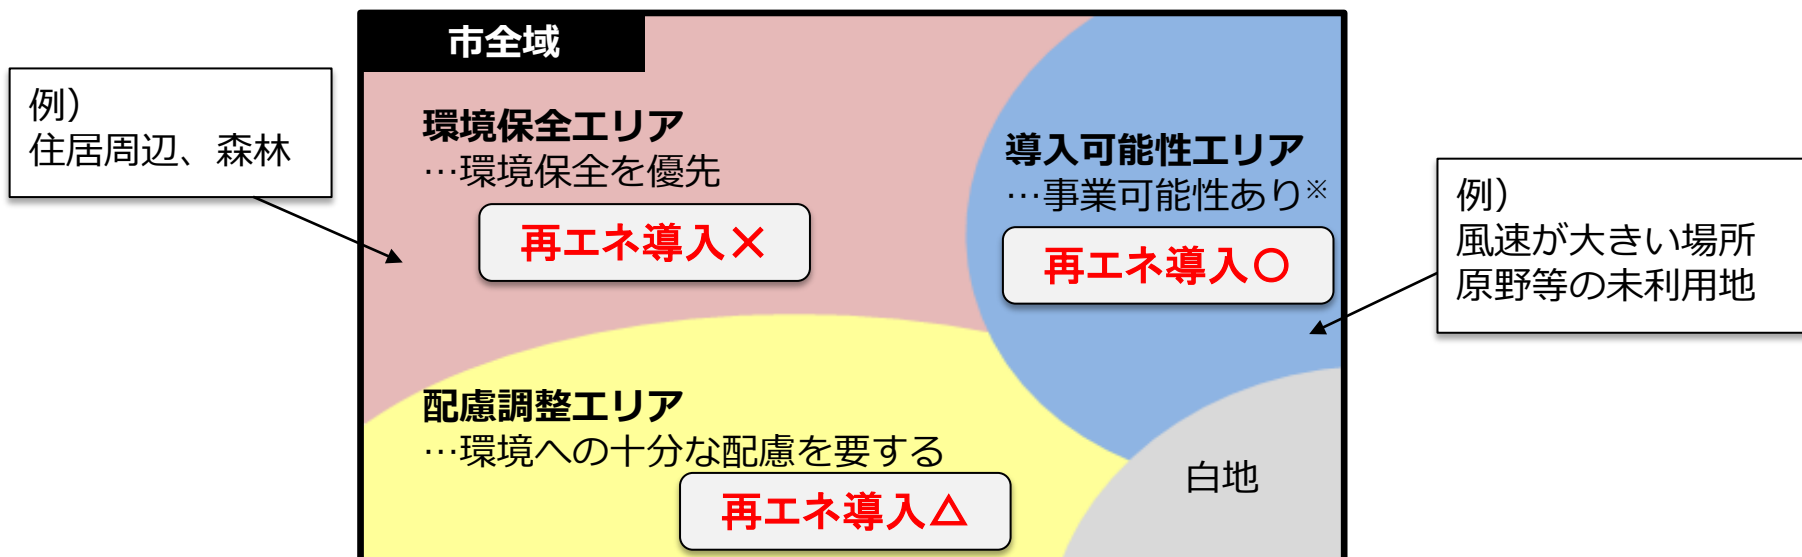 市全域
例）
住居周辺、森林
環境保全エリア
…環境保全を優先
再エネ導入×
導入可能性エリア
…事業可能性あり※
再エネ導入〇
例）
風速が大きい場所
原野等の未利用地
配慮調整エリア
…環境への十分な配慮を要する
再エネ導入△
白地